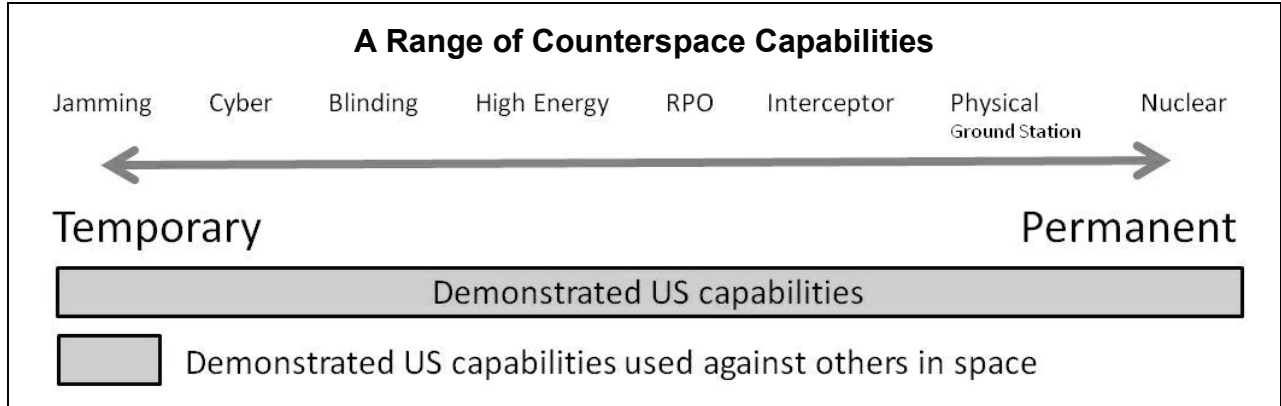 A Range of Counterspace Capabilities
Jamming Cyber Blinding High Energy RPO Interceptor Physical Nuclear
Ground Station
Temporary Permanent
Demonstrated US capabilities
Demonstrated US capabilities used against others in space